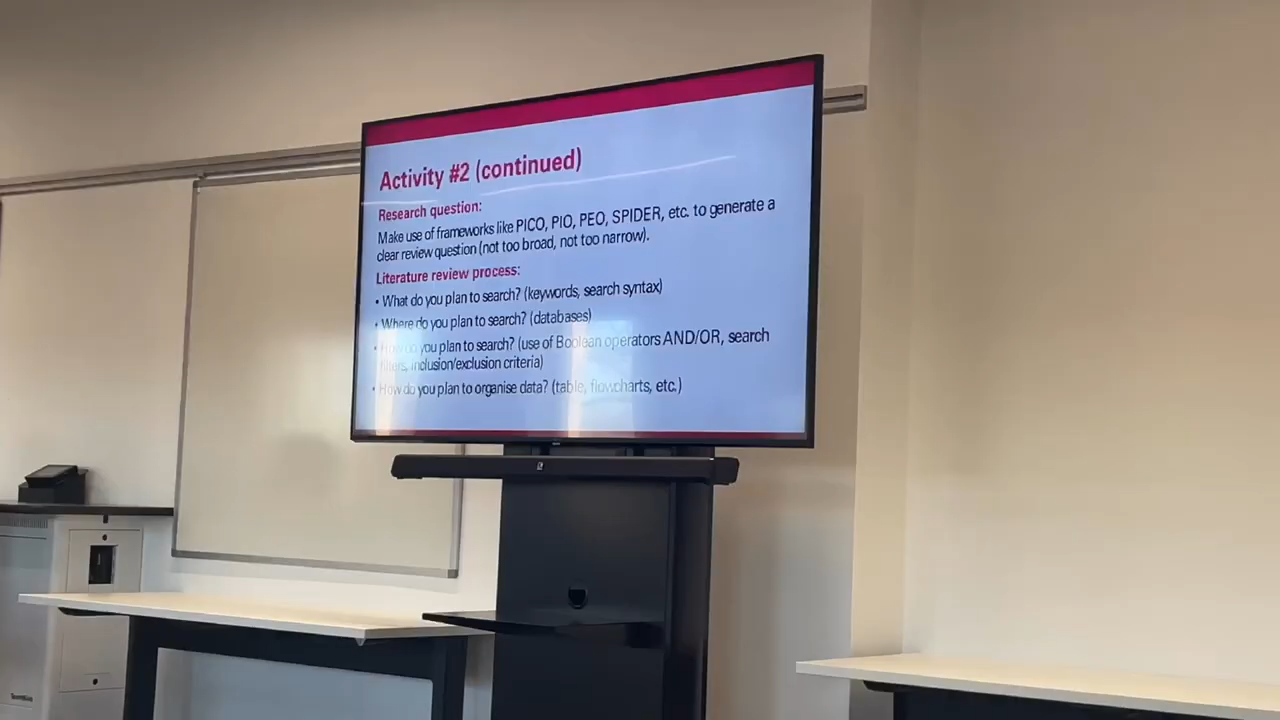 Activity #2 (continued)
Research question:
Make use of frameworks like PICO, PIO, PEO, SPIDER, etc. to generate a
clear review question (not too broad, not too narrow).
Literature review process:
• What do you plan to search? (keywords, search syntax)
• Where do you plan to search? (databases)
• How do you plan to search? (use of Boolean operators AND/OR, search
filters, inclusion/exclusion criteria)
• How do you plan to organise data? (table, flowcharts, etc.)